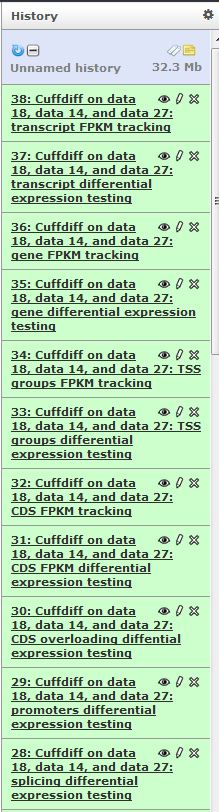 History
Unnamed history 32.3 Mb
38: Cuffdiff on data
18, data 14, and data 27:
transcript FPKM tracking
37: Cuffdiff on data
18, data 14, and data 27:
transcript differential
expression testing
36: Cuffdiff on data
18, data 14, and data 27:
gene FPKM tracking
35: Cuffdiff on data
18, data 14, and data 27:
gene differential expression
testing
34: Cuffdiff on data
18, data 14, and data 27: TSS
groups FPKM tracking
33: Cuffdiff on data
18, data 14, and data 27: TSS
groups differential
expression testing
32: Cuffdiff on data
18, data 14, and data 27:
CDS FPKM tracking
31: Cuffdiff on data
18, data 14, and data 27:
CDS FPKM differential
expression testing
30: Cuffdiff on data
18, data 14, and data 27:
CDS overloading diffential
expression testing
29: Cuffdiff on data
18, data 14, and data 27:
promoters differential
expression testing
28: Cuffdiff on data
18, data 14, and data 27:
splicing differential
expression testing